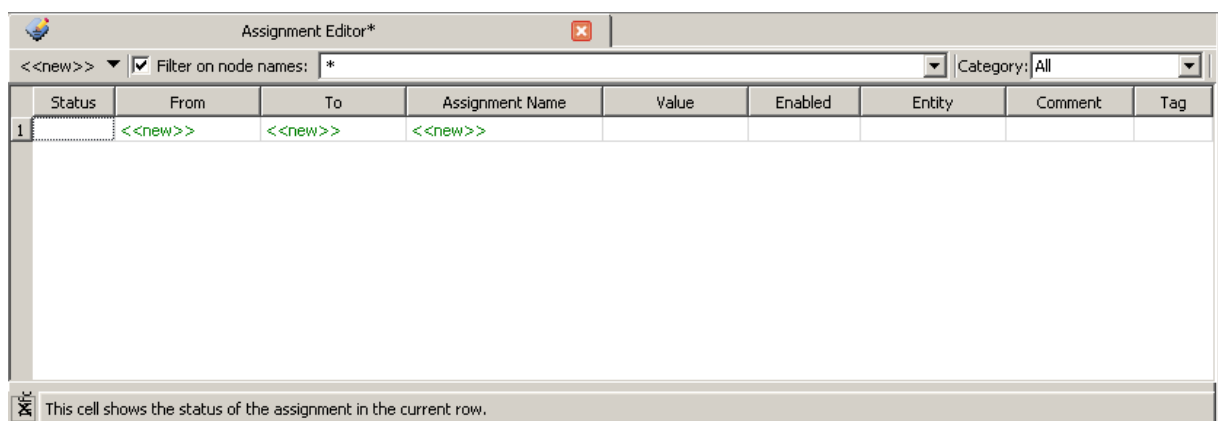 Assignment Editor*
<<new>> Filter on node names: * Category: All
Status From To Assignment Name Value Enabled Entity Comment Tag
1 <<new>> <<new>> <<new>>
This cell shows the status of the assignment in the current row.